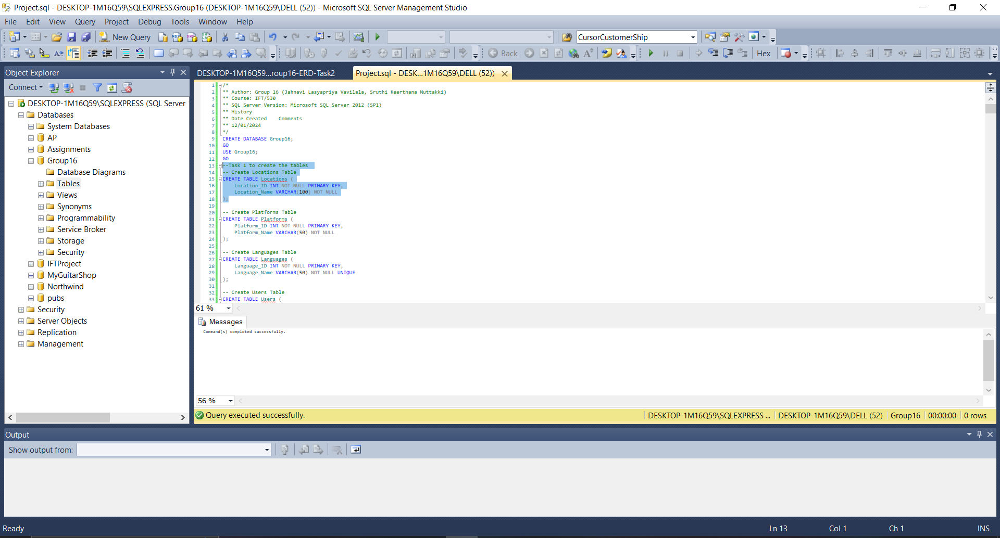 Project.sql - DESKTOP-1M16Q59\SQLEXPRESS.Group16 (DESKTOP-1M16Q59\DELL (52)) - Microsoft SQL Server Management Studio
File Edit View Query Project Debug Tools Window Help
New Query CursorCustomerShip
Back Hex
Object Explorer
Connect
DESKTOP-1M16Q59\SQLEXPRESS (SQL Server
Databases
System Databases
AP
Assignments
Group16
Database Diagrams
Tables
Views
Synonyms
Programmability
Service Broker
Storage
Security
IFTProject
MyGuitarShop
Northwind
pubs
Security
Server Objects
Replication
Management
DESKTOP-1M16Q59...roup16-ERD-Task2 Project.sql - DESK...1M16Q59\DELL (52))
1 /*
2 ** Author: Group 16 (Jahnavi Lasyapriya Vavilala, Sruthi Keerthana Nuttakki)
3 ** Course: IFT/530
4 ** SQL Server Version: Microsoft SQL Server 2012 (SP1)
5 ** History
6 ** Date Created    Comments
7 ** 12/01/2024
8 */
9 CREATE DATABASE Group16;
10 GO
11 USE Group16;
12 GO
13 --Task 1 to create the tables
14 -- Create Locations Table
15 CREATE TABLE Locations (
16     Location_ID INT NOT NULL PRIMARY KEY,
17     Location_Name VARCHAR(100) NOT NULL
18 );
19
20 -- Create Platforms Table
21 CREATE TABLE Platforms (
22     Platform_ID INT NOT NULL PRIMARY KEY,
23     Platform_Name VARCHAR(50) NOT NULL
24 );
25
26 -- Create Languages Table
27 CREATE TABLE Languages (
28     Language_ID INT NOT NULL PRIMARY KEY,
29     Language_Name VARCHAR(50) NOT NULL UNIQUE
30 );
31
32 -- Create Users Table
33 CREATE TABLE Users (
61 %
Messages
Command(s) completed successfully.
56 %
Query executed successfully. DESKTOP-1M16Q59\SQLEXPRESS ... DESKTOP-1M16Q59\DELL (52) Group16 00:00:00 0 rows
Output
Show output from:
Ready Ln 13 Col 1 Ch 1 INS